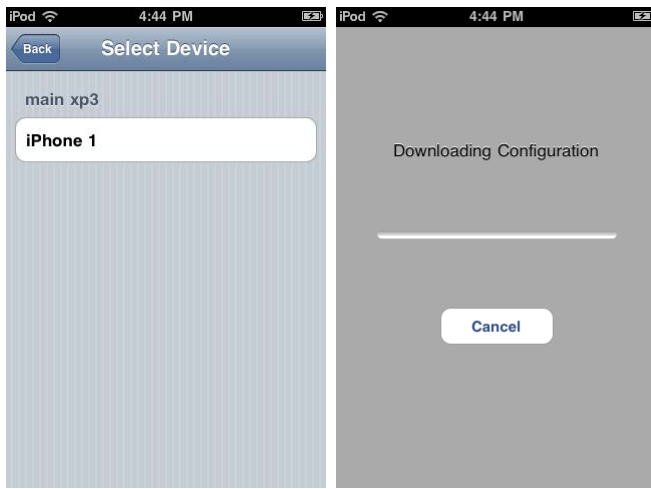 iPod 4:44 PM
Back Select Device
main xp3
iPhone 1
iPod 4:44 PM
Downloading Configuration
Cancel